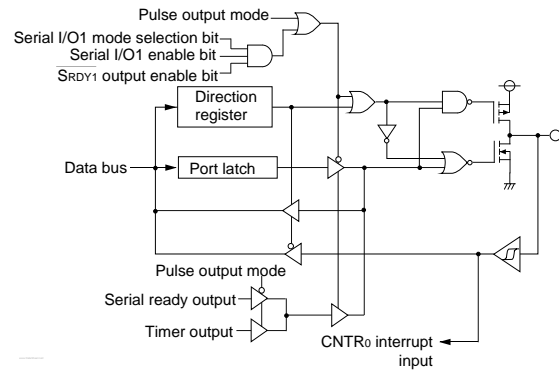 Pulse output mode
Serial I/O1 mode selection bit
Serial I/O1 enable bit
SRDY1 output enable bit
Direction
register
Data bus
Port latch
Pulse output mode
Serial ready output
Timer output
CNTR0 interrupt
input